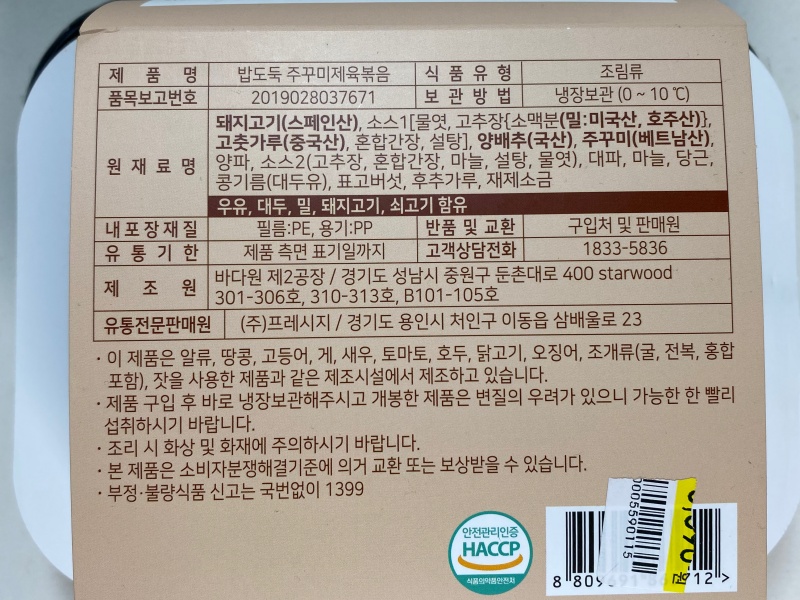 제품명 밥도둑 주꾸미제육볶음 식품유형 조림류
품목보고번호 2019028037671 보관방법 냉장보관 (0 ~ 10 ℃)
원재료명
돼지고기(스페인산), 소스1[물엿, 고추장{소맥분(밀:미국산, 호주산)},
고춧가루(중국산), 혼합간장, 설탕], 양배추(국산), 주꾸미(베트남산),
양파, 소스2(고추장, 혼합간장, 마늘, 설탕, 물엿), 대파, 마늘, 당근,
콩기름(대두유), 표고버섯, 후추가루, 재제소금
우유, 대두, 밀, 돼지고기, 쇠고기 함유
내포장재질 필름:PE, 용기:PP 반품 및 교환 구입처 및 판매원
유통기한 제품 측면 표기일까지 고객상담전화 1833-5836
제조원 바다원 제2공장 / 경기도 성남시 중원구 둔촌대로 400 starwood
301-306호, 310-313호, B101-105호
유통전문판매원 (주)프레시지 / 경기도 용인시 처인구 이동읍 삼배울로 23
· 이 제품은 알류, 땅콩, 고등어, 게, 새우, 토마토, 호두, 닭고기, 오징어, 조개류(굴, 전복, 홍합
포함), 잣을 사용한 제품과 같은 제조시설에서 제조하고 있습니다.
· 제품 구입 후 바로 냉장보관해주시고 개봉한 제품은 변질의 우려가 있으니 가능한 한 빨리
섭취하시기 바랍니다.
· 조리 시 화상 및 화재에 주의하시기 바랍니다.
· 본 제품은 소비자분쟁해결기준에 의거 교환 또는 보상받을 수 있습니다.
· 부정·불량식품 신고는 국번없이 1399
안전관리인증
HACCP
식품의약품안전처
0005590115
원